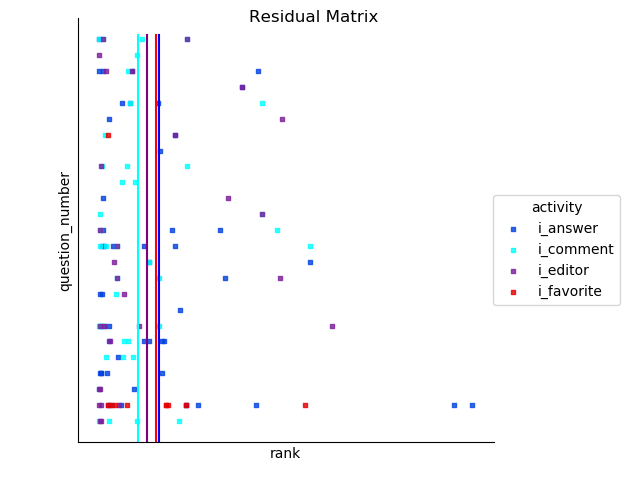 Residual Matrix
question_number
rank
activity
i_answer
i_comment
i_editor
i_favorite